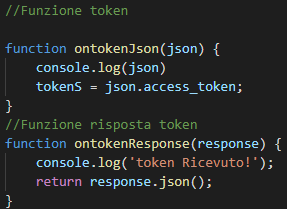 //Funzione token
function ontokenJson(json) {
console.log(json)
tokenS = json.access_token;
}
//Funzione risposta token
function ontokenResponse(response) {
console.log('token Ricevuto!');
return response.json();
}